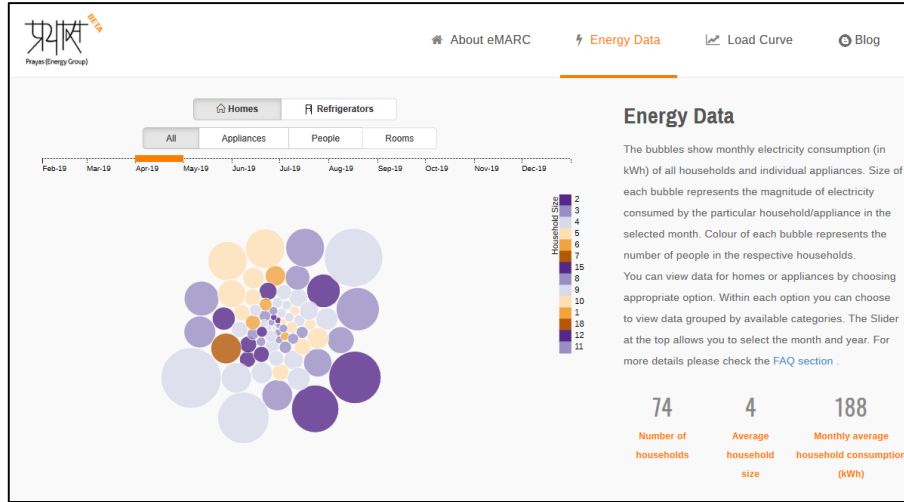 प्रयास
BETA
Prayas (Energy Group)
About eMARC
Energy Data
Load Curve
Blog
Homes
Refrigerators
All
Appliances
People
Rooms
Feb-19
Mar-19
Apr-19
May-19
Jun-19
Jul-19
Aug-19
Sep-19
Oct-19
Nov-19
Dec-19
Household Size
2
3
4
5
6
7
15
8
9
10
1
18
12
11
Energy Data
The bubbles show monthly electricity consumption (in
kWh) of all households and individual appliances. Size of
each bubble represents the magnitude of electricity
consumed by the particular household/appliance in the
selected month. Colour of each bubble represents the
number of people in the respective households.
You can view data for homes or appliances by choosing
appropriate option. Within each option you can choose
to view data grouped by available categories. The Slider
at the top allows you to select the month and year. For
more details please check the FAQ section .
74
Number of
households
4
Average
household
size
188
Monthly average
household consumption
(kWh)